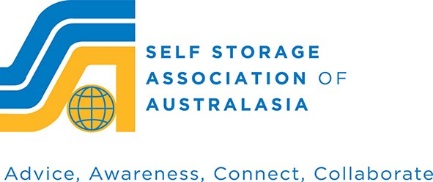 SELF STORAGE
ASSOCIATION OF
AUSTRALASIA
Advice, Awareness, Connect, Collaborate